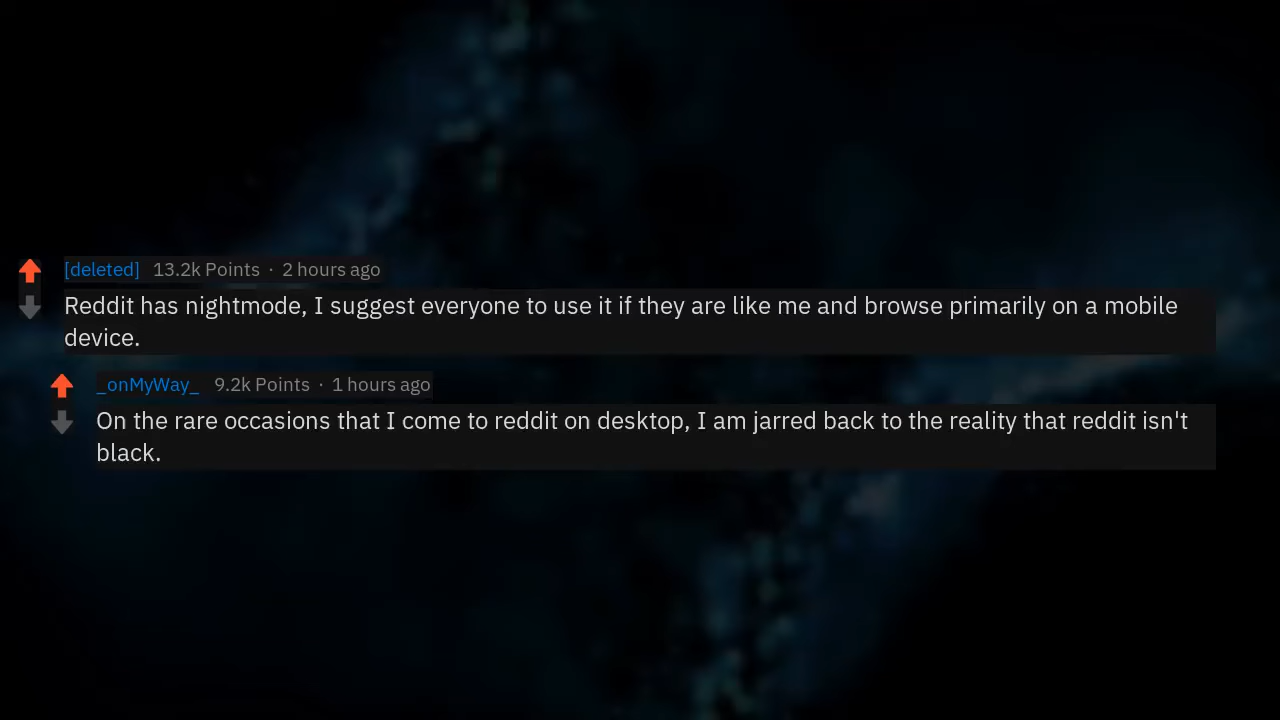 [deleted] 13.2k Points · 2 hours ago
Reddit has nightmode, I suggest everyone to use it if they are like me and browse primarily on a mobile
device.
_onMyWay_ 9.2k Points · 1 hours ago
On the rare occasions that I come to reddit on desktop, I am jarred back to the reality that reddit isn't
black.